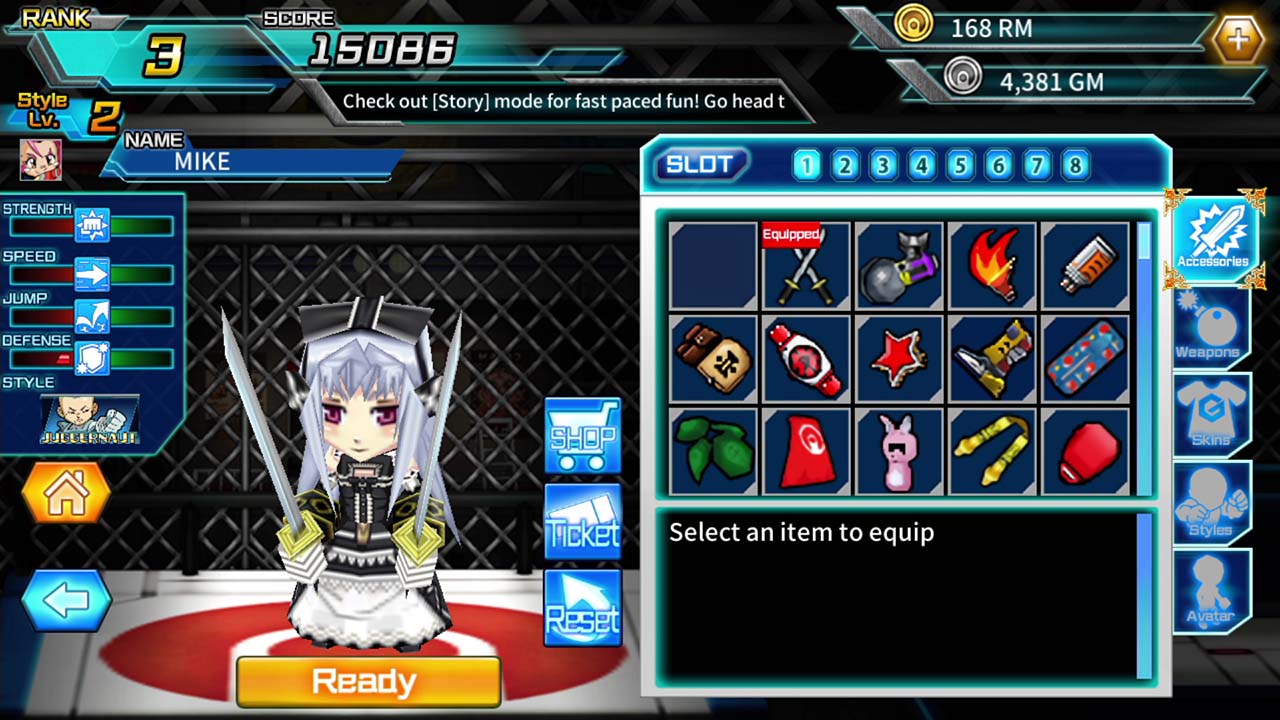 RANK
3
SCORE
15086
168 RM
4,381 GM
Check out [Story] mode for fast paced fun! Go head t
Style
Lv. 2
NAME
MIKE
SLOT
1 2 3 4 5 6 7 8
STRENGTH
SPEED
JUMP
DEFENSE
STYLE
JUGGERNAUT
Equipped
Accessories
Weapons
Skins
Styles
Avatar
SHOP
Ticket
Reset
Select an item to equip
Ready